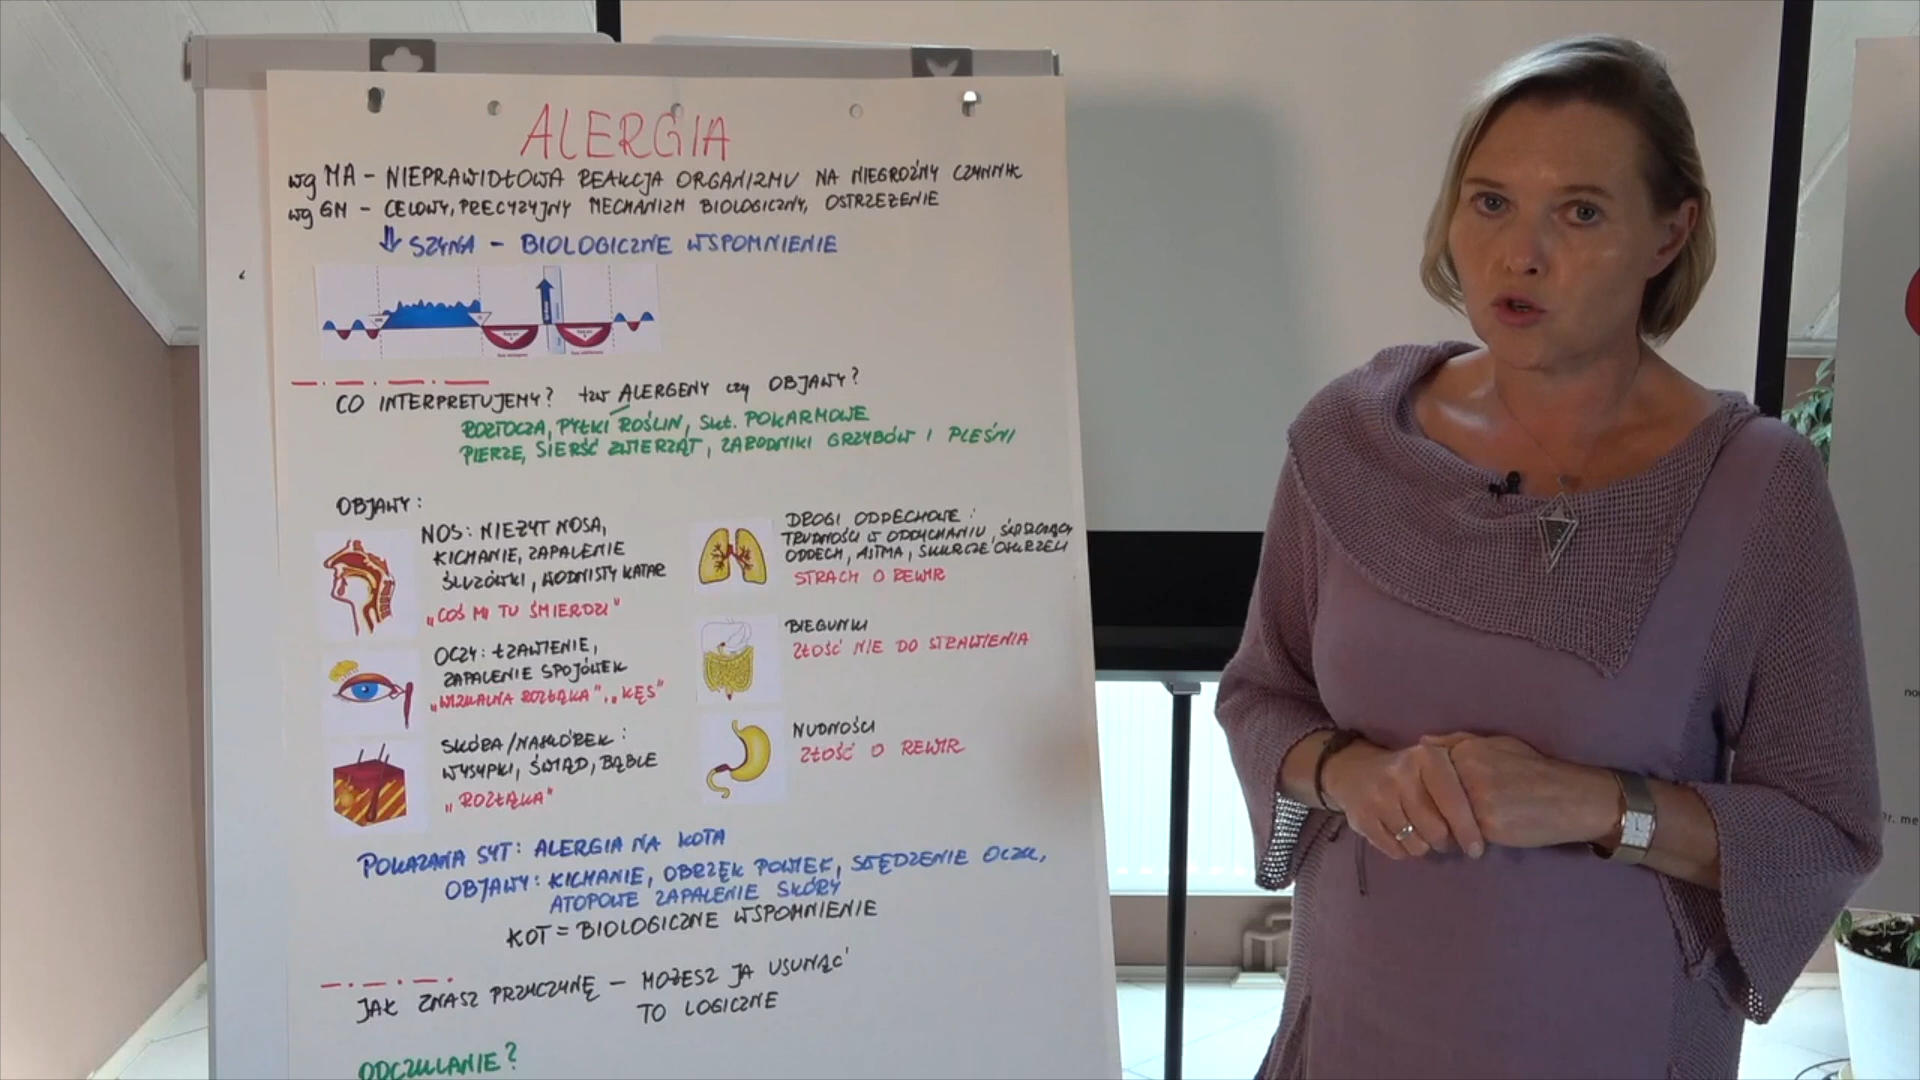 ALERGIA
wg MA - NIEPRAWIDŁOWA REAKCJA ORGANIZMU NA NIEGROŹNY CZYNNIK
wg GM - CELOWY, PRECYZYJNY MECHANIZM BIOLOGICZNY, OSTRZEŻENIE
SZYNA - BIOLOGICZNE WSPOMNIENIE
CO INTERPRETUJEMY? tzw ALERGENY czy OBJAWY?
ROZTOCZA, PYŁKI ROŚLIN, SKŁ. POKARMOWE
PIERZE, SIERŚĆ ZWIERZĄT, ZARODNIKI GRZYBÓW I PLEŚNI
OBJAWY:
NOS: NIEŻYT NOSA,
KICHANIE, ZAPALENIE
ŚLUZÓWKI, WODNISTY KATAR
„COŚ MI TU ŚMIERDZI"
OCZY: ŁZAWIENIE,
ZAPALENIE SPOJÓWEK
„WIZUALNA ROZŁĄKA", „KĘS"
SKÓRA/NASKÓREK:
WYSYPKI, ŚWIĄD, BĄBLE
„ROZŁĄKA"
DROGI ODDECHOWE:
TRUDNOŚCI W ODDYCHANIU, ŚWISZCZĄCY
ODDECH, ASTMA, SKURCZE OSKRZELI
STRACH O REWIR
BIEGUNKI
ZŁOŚĆ NIE DO STRAWIENIA
NUDNOŚCI
ZŁOŚĆ O REWIR
POKAZANA SYT: ALERGIA NA KOTA
OBJAWY: KICHANIE, OBRZĘK POWIEK, SWĘDZENIE OCZU,
ATOPOWE ZAPALENIE SKÓRY
KOT = BIOLOGICZNE WSPOMNIENIE
JAK ZNASZ PRZYCZYNĘ - MOŻESZ JĄ USUNĄĆ
TO LOGICZNE
ODCZULANIE?
no
r. me